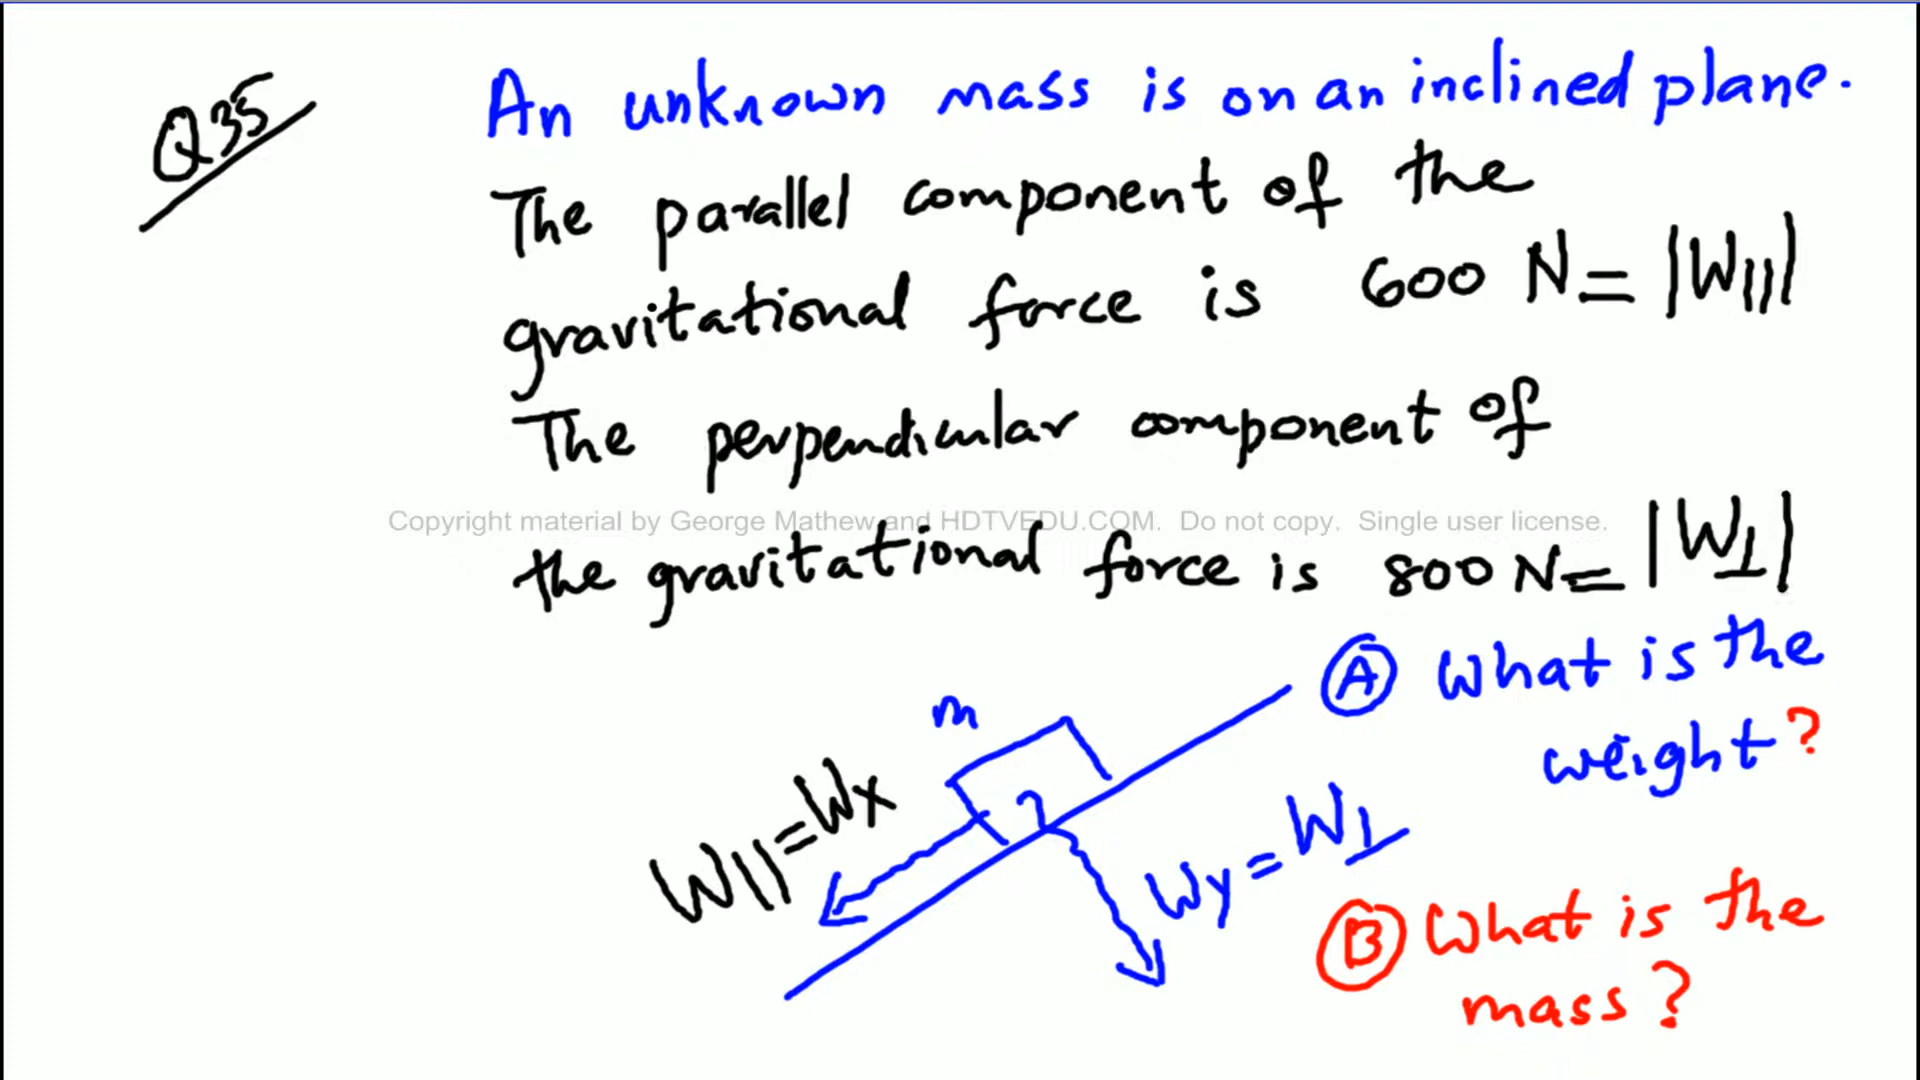 Q35
An unknown mass is on an inclined plane.
The parallel component of the
gravitational force is 600 N = |W||||
The perpendicular component of
Copyright material by George Mathew and HDTVEDU.COM. Do not copy. Single user license.
the gravitational force is 800 N = |W⊥|
A What is the
weight?
m
W|| = Wx
Wy = W⊥
B What is the
mass?